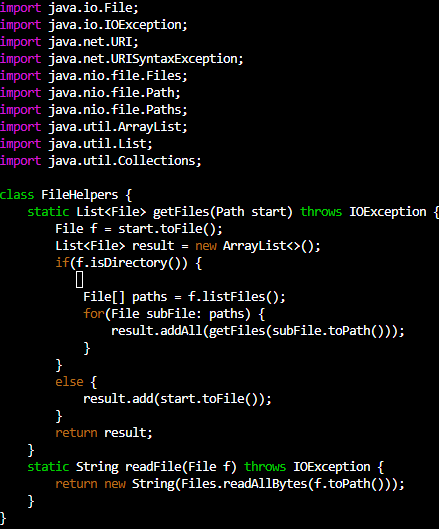 import java.io.File;
import java.io.IOException;
import java.net.URI;
import java.net.URISyntaxException;
import java.nio.file.Files;
import java.nio.file.Path;
import java.nio.file.Paths;
import java.util.ArrayList;
import java.util.List;
import java.util.Collections;

class FileHelpers {
    static List<File> getFiles(Path start) throws IOException {
        File f = start.toFile();
        List<File> result = new ArrayList<>();
        if(f.isDirectory()) {

            File[] paths = f.listFiles();
            for(File subFile: paths) {
                result.addAll(getFiles(subFile.toPath()));
            }
        }
        else {
            result.add(start.toFile());
        }
        return result;
    }
    static String readFile(File f) throws IOException {
        return new String(Files.readAllBytes(f.toPath()));
    }
}